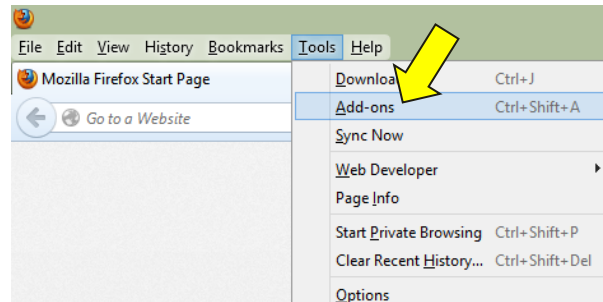 File Edit View History Bookmarks Tools Help
Mozilla Firefox Start Page
Go to a Website
Downloa Ctrl+J
Add-ons Ctrl+Shift+A
Sync Now
Web Developer
Page Info
Start Private Browsing Ctrl+Shift+P
Clear Recent History... Ctrl+Shift+Del
Options